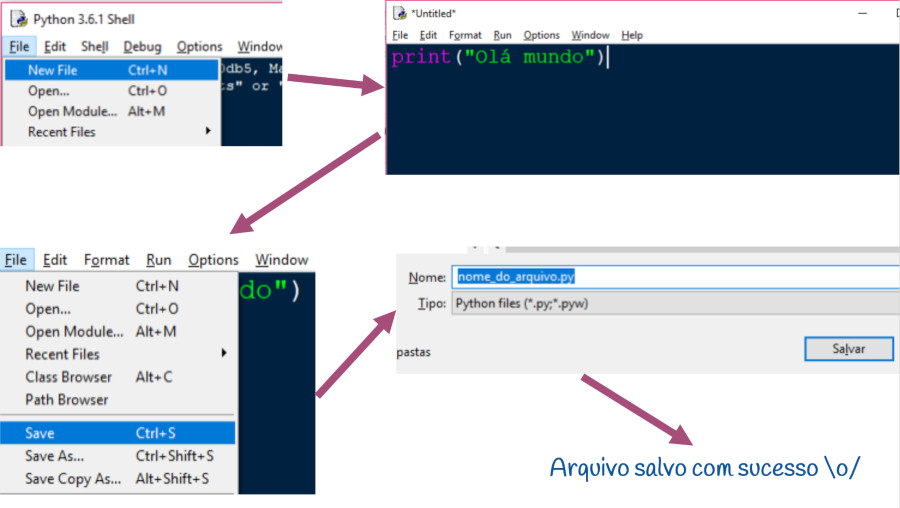 Python 3.6.1 Shell
File Edit Shell Debug Options Window
New File Ctrl+N
Open... Ctrl+O
Open Module... Alt+M
Recent Files
*Untitled*
File Edit Format Run Options Window Help
print("Olá mundo")
File Edit Format Run Options Window
do")
New File Ctrl+N
Open... Ctrl+O
Open Module... Alt+M
Recent Files
Class Browser Alt+C
Path Browser
Save Ctrl+S
Save As... Ctrl+Shift+S
Save Copy As... Alt+Shift+S
Nome: nome_do_arquivo.py
Tipo: Python files (*.py;*.pyw)
pastas
Salvar
Arquivo salvo com sucesso \o/